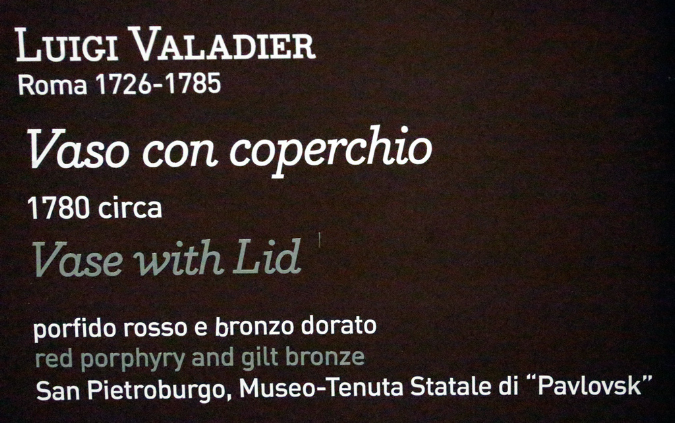 LUIGI VALADIER
Roma 1726-1785
Vaso con coperchio
1780 circa
Vase with Lid
porfido rosso e bronzo dorato
red porphyry and gilt bronze
San Pietroburgo, Museo-Tenuta Statale di “Pavlovsk”